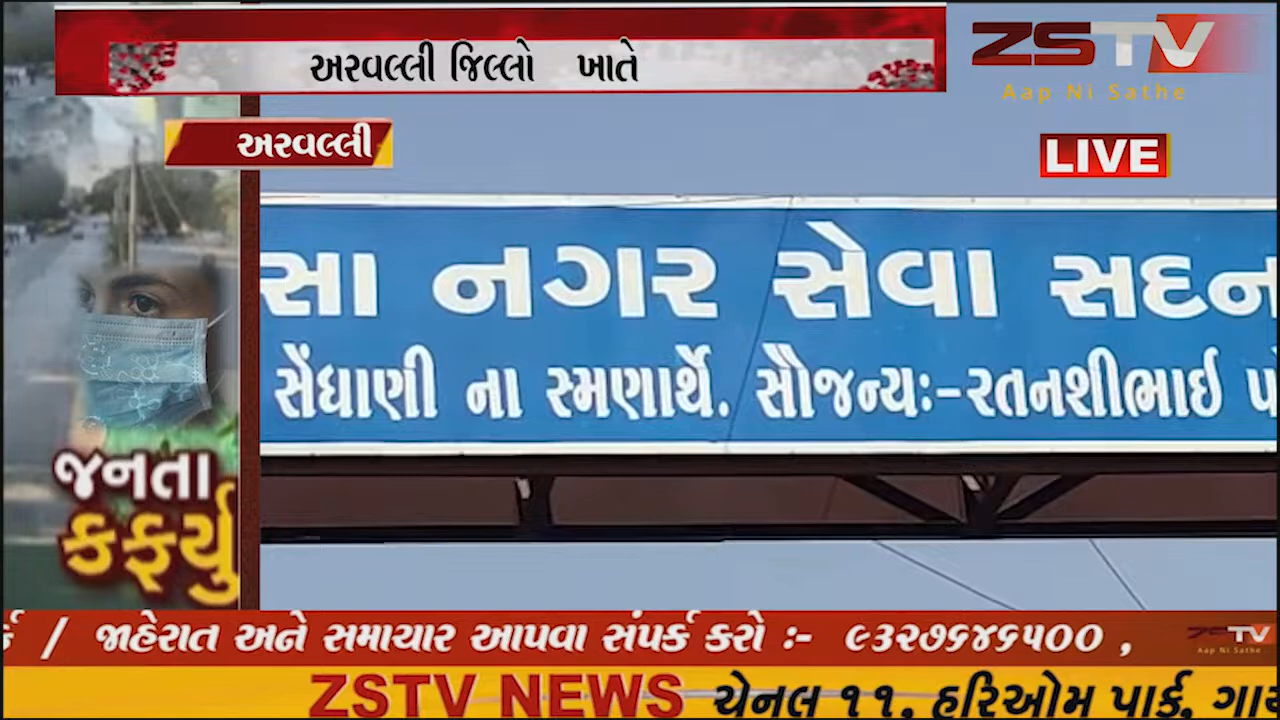 અરવલ્લી જિલ્લો ખાતે
ZSTV
Aap Ni Sathe
અરવલ્લી
LIVE
સા નગર સેવા સદન
સેંઘાણી ના સ્મણાર્થે. સૌજન્યઃ-રતનશીભાઈ
જનતા
કર્ફ્યુ
/ જાહેરાત અને સમાચાર આપવા સંપર્ક કરો :- ૯૩૨૭૬૪૬૫૦૦ ,
ZSTV
Aap Ni Sathe
ZSTV NEWS ચેનલ ૧૧, હરિઓમ પાર્ક,